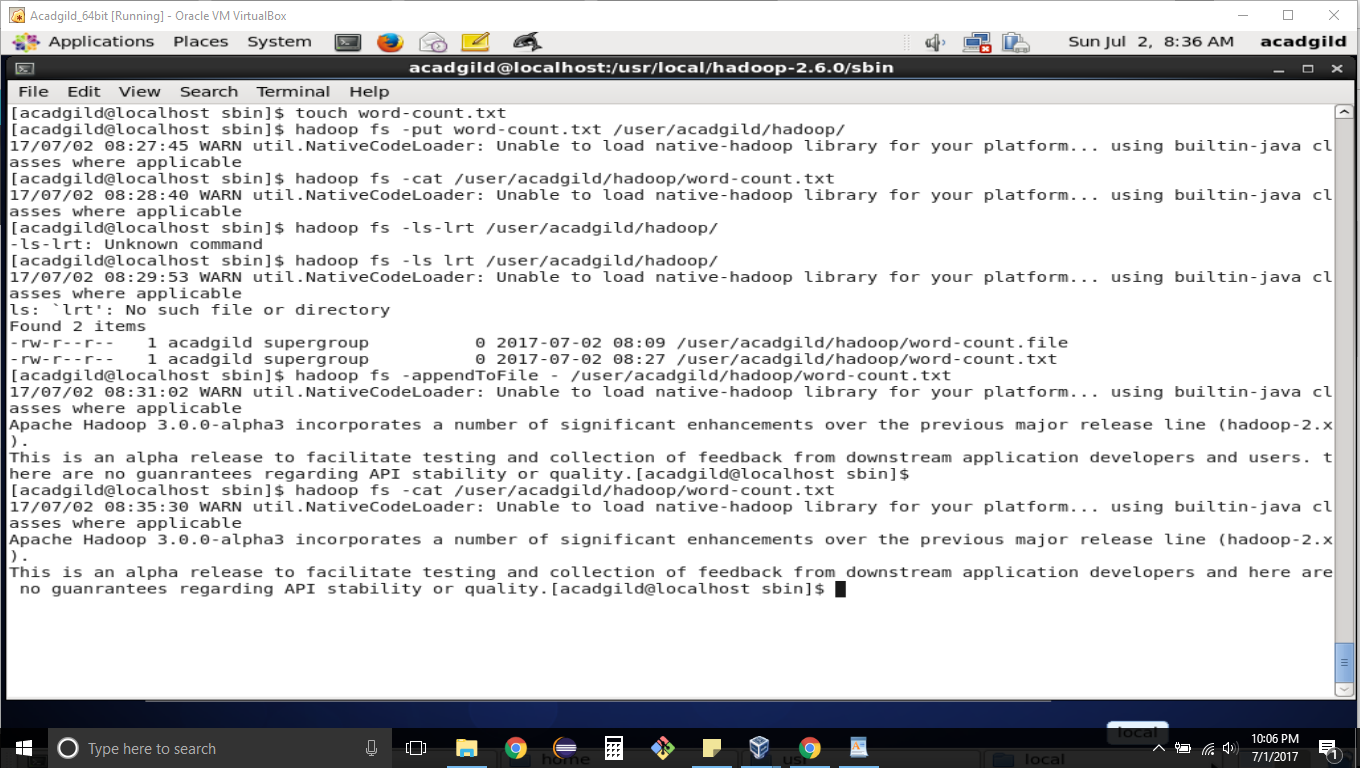 Acadgild_64bit [Running] - Oracle VM VirtualBox
Applications Places System Sun Jul 2, 8:36 AM acadgild
acadgild@localhost:/usr/local/hadoop-2.6.0/sbin
File Edit View Search Terminal Help
[acadgild@localhost sbin]$ touch word-count.txt
[acadgild@localhost sbin]$ hadoop fs -put word-count.txt /user/acadgild/hadoop/
17/07/02 08:27:45 WARN util.NativeCodeLoader: Unable to load native-hadoop library for your platform... using builtin-java cl
asses where applicable
[acadgild@localhost sbin]$ hadoop fs -cat /user/acadgild/hadoop/word-count.txt
17/07/02 08:28:40 WARN util.NativeCodeLoader: Unable to load native-hadoop library for your platform... using builtin-java cl
asses where applicable
[acadgild@localhost sbin]$ hadoop fs -ls-lrt /user/acadgild/hadoop/
-ls-lrt: Unknown command
[acadgild@localhost sbin]$ hadoop fs -ls lrt /user/acadgild/hadoop/
17/07/02 08:29:53 WARN util.NativeCodeLoader: Unable to load native-hadoop library for your platform... using builtin-java cl
asses where applicable
ls: `lrt': No such file or directory
Found 2 items
-rw-r--r--   1 acadgild supergroup          0 2017-07-02 08:09 /user/acadgild/hadoop/word-count.file
-rw-r--r--   1 acadgild supergroup          0 2017-07-02 08:27 /user/acadgild/hadoop/word-count.txt
[acadgild@localhost sbin]$ hadoop fs -appendToFile - /user/acadgild/hadoop/word-count.txt
17/07/02 08:31:02 WARN util.NativeCodeLoader: Unable to load native-hadoop library for your platform... using builtin-java cl
asses where applicable
Apache Hadoop 3.0.0-alpha3 incorporates a number of significant enhancements over the previous major release line (hadoop-2.x
).
This is an alpha release to facilitate testing and collection of feedback from downstream application developers and users. t
here are no guanrantees regarding API stability or quality.[acadgild@localhost sbin]$
[acadgild@localhost sbin]$ hadoop fs -cat /user/acadgild/hadoop/word-count.txt
17/07/02 08:35:30 WARN util.NativeCodeLoader: Unable to load native-hadoop library for your platform... using builtin-java cl
asses where applicable
Apache Hadoop 3.0.0-alpha3 incorporates a number of significant enhancements over the previous major release line (hadoop-2.x
).
This is an alpha release to facilitate testing and collection of feedback from downstream application developers and here are
 no guanrantees regarding API stability or quality.[acadgild@localhost sbin]$
local
Type here to search
10:06 PM
7/1/2017
1
home
usr
local